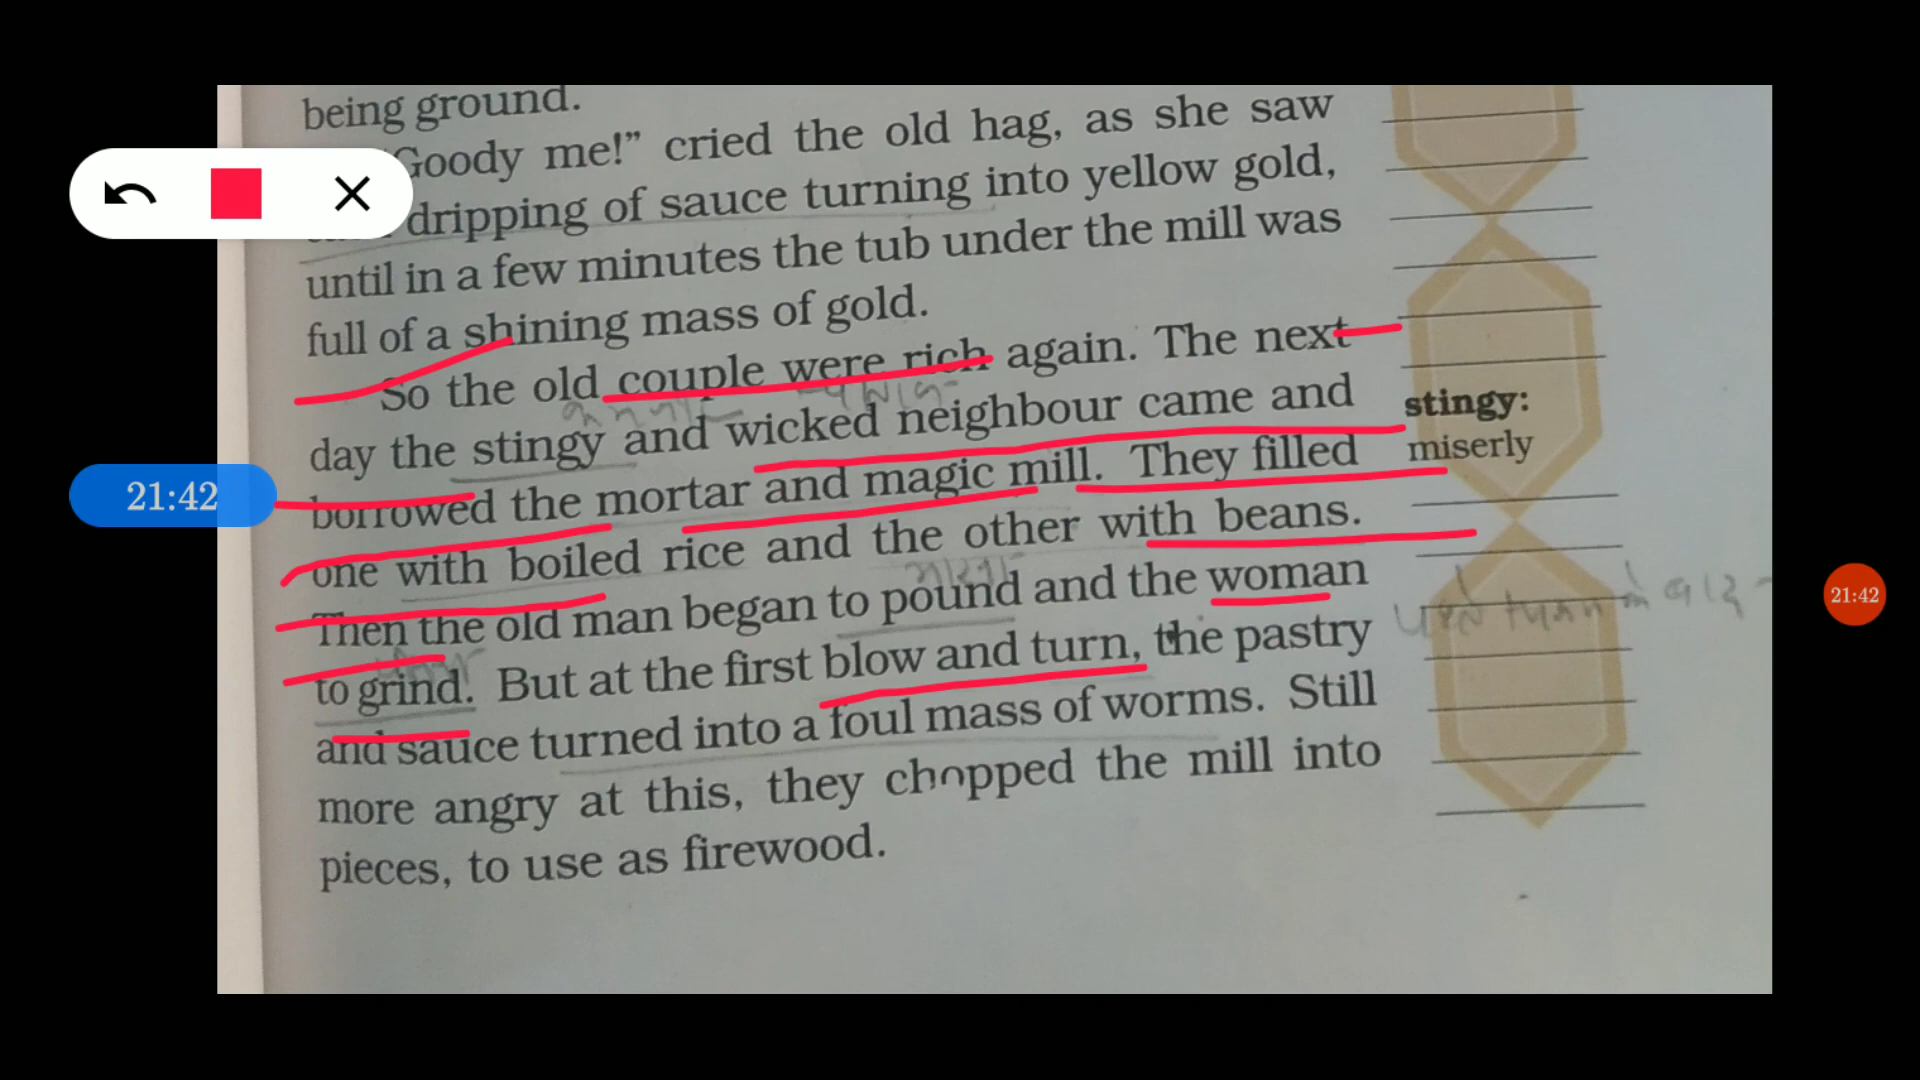 being ground.
Goody me!” cried the old hag, as she saw
dripping of sauce turning into yellow gold,
until in a few minutes the tub under the mill was
full of a shining mass of gold.
So the old couple were rich again. The next
day the stingy and wicked neighbour came and
borrowed the mortar and magic mill. They filled
one with boiled rice and the other with beans.
Then the old man began to pound and the woman
to grind. But at the first blow and turn, the pastry
and sauce turned into a foul mass of worms. Still
more angry at this, they chopped the mill into
pieces, to use as firewood.
stingy:
miserly
21:42
21:42